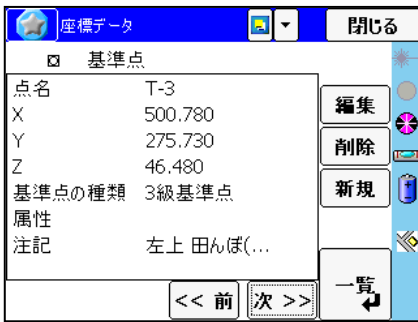 座標データ
閉じる
基準点
点名 T-3
X 500.780
Y 275.730
Z 46.480
基準点の種類 3級基準点
属性
注記 左上 田んぼ(...
編集
削除
新規
<< 前
次 >>
一覧